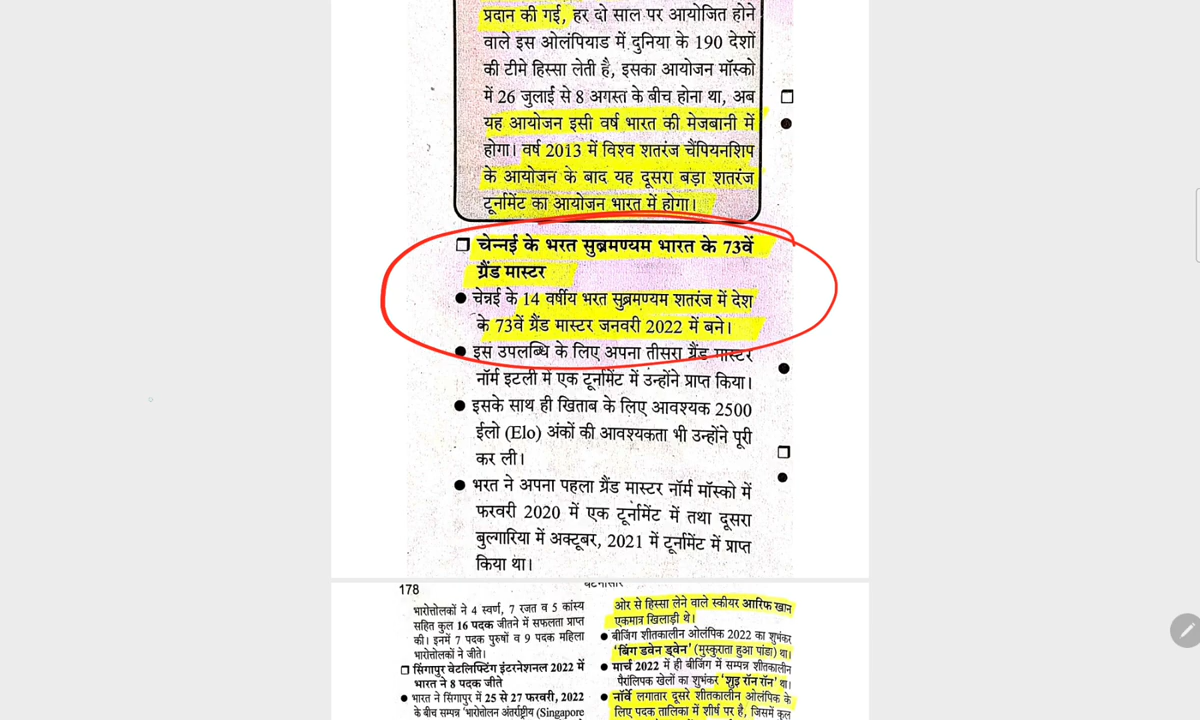 प्रदान की गई, हर दो साल पर आयोजित होने
वाले इस ओलंपियाड में दुनिया के 190 देशों
की टीमे हिस्सा लेती है, इसका आयोजन मॉस्को
में 26 जुलाई से 8 अगस्त के बीच होना था, अब
यह आयोजन इसी वर्ष भारत की मेजबानी में
होगा। वर्ष 2013 में विश्व शतरंज चैंपियनशिप
के आयोजन के बाद यह दूसरा बड़ा शतरंज
टूर्नामेंट का आयोजन भारत में होगा।
❐ चेन्नई के भरत सुब्रमण्यम भारत के 73वें
ग्रैंड मास्टर
● चेन्नई के 14 वर्षीय भरत सुब्रमण्यम शतरंज में देश
के 73वें ग्रैंड मास्टर जनवरी 2022 में बने।
● इस उपलब्धि के लिए अपना तीसरा ग्रैंड मास्टर
नॉर्म इटली में एक टूर्नामेंट में उन्होंने प्राप्त किया।
● इसके साथ ही खिताब के लिए आवश्यक 2500
ईलो (Elo) अंकों की आवश्यकता भी उन्होंने पूरी
कर ली।
● भरत ने अपना पहला ग्रैंड मास्टर नॉर्म मॉस्को में
फरवरी 2020 में एक टूर्नामेंट में तथा दूसरा
बुल्गारिया में अक्टूबर, 2021 में टूर्नामेंट में प्राप्त
किया था।
178
भारोत्तोलकों ने 4 स्वर्ण, 7 रजत व 5 कांस्य
सहित कुल 16 पदक जीतने में सफलता प्राप्त
की। इनमें 7 पदक पुरुषों व 9 पदक महिला
भारोत्तोलकों ने जीते।
❐ सिंगापुर वेटलिफ्टिंग इंटरनेशनल 2022 में
भारत ने 8 पदक जीते
● भारत ने सिंगापुर में 25 से 27 फरवरी, 2022
के बीच सम्पन्न 'भारोत्तोलन अंतर्राष्ट्रीय (Singapore
ओर से हिस्सा लेने वाले स्कीयर आरिफ खान
एकमात्र खिलाड़ी थे।
● बीजिंग शीतकालीन ओलंपिक 2022 का शुभंकर
'बिंग डवेन ड्वेन' (मुस्कुराता हुआ पांडा) था।
● मार्च 2022 में ही बीजिंग में सम्पन्न शीतकालीन
पैरालंपिक खेलों का शुभंकर 'शुइ रॉन रॉन' था।
● नॉर्वे लगातार दूसरे शीतकालीन ओलंपिक के
लिए पदक तालिका में शीर्ष पर है, जिसमें कुल